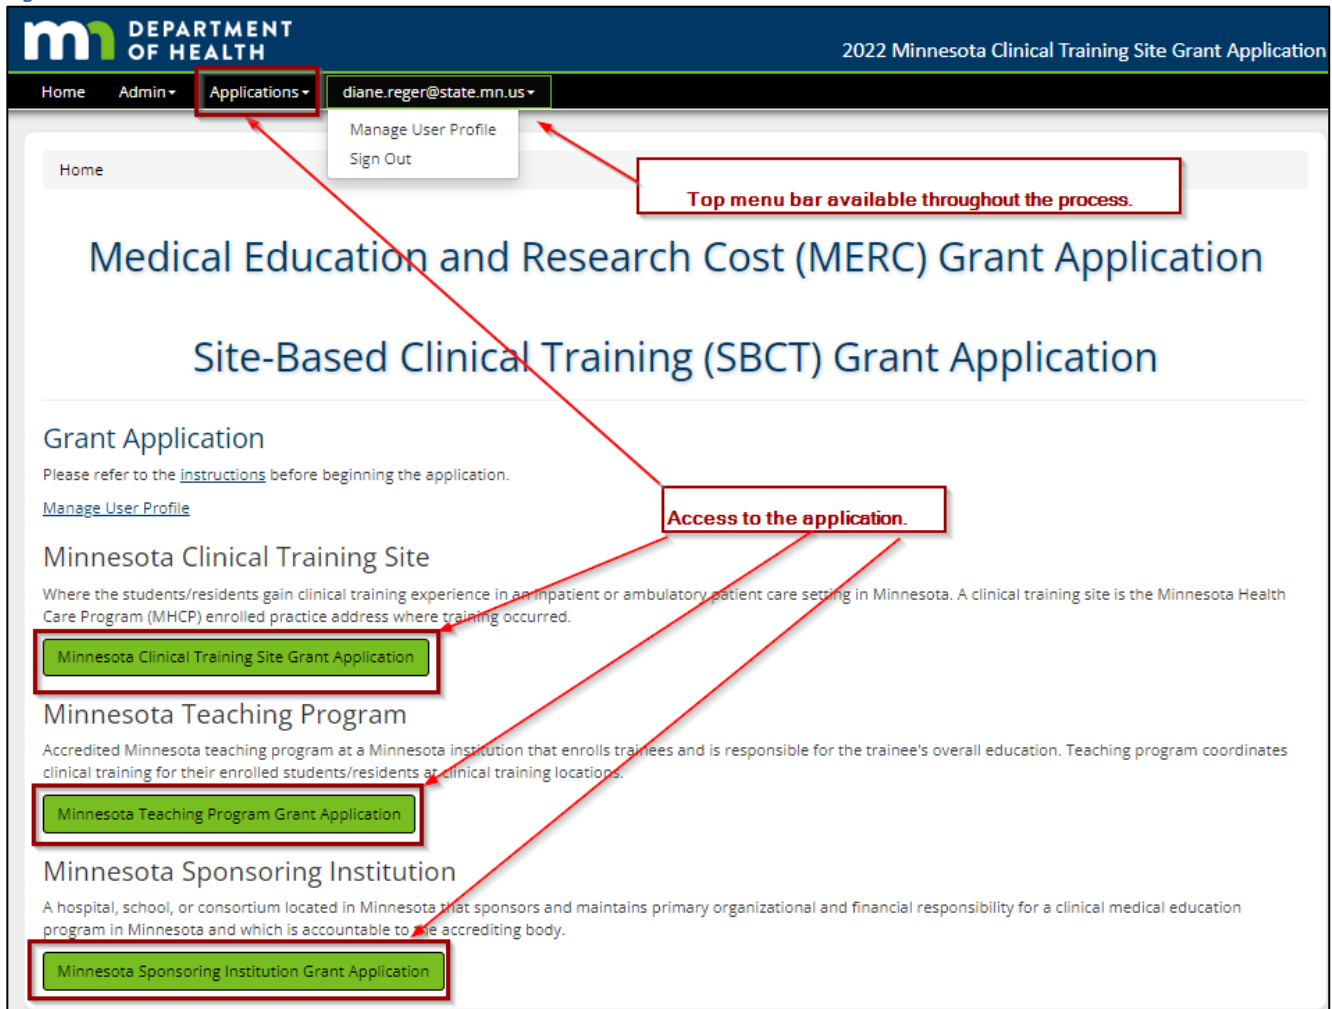 DEPARTMENT
OF HEALTH
2022 Minnesota Clinical Training Site Grant Application
Home Admin Applications diane.reger@state.mn.us
Manage User Profile
Sign Out
Home
Top menu bar available throughout the process.
Medical Education and Research Cost (MERC) Grant Application
Site-Based Clinical Training (SBCT) Grant Application
Grant Application
Please refer to the instructions before beginning the application.
Manage User Profile
Access to the application.
Minnesota Clinical Training Site
Where the students/residents gain clinical training experience in an inpatient or ambulatory patient care setting in Minnesota. A clinical training site is the Minnesota Health
Care Program (MHCP) enrolled practice address where training occurred.
Minnesota Clinical Training Site Grant Application
Minnesota Teaching Program
Accredited Minnesota teaching program at a Minnesota institution that enrolls trainees and is responsible for the trainee's overall education. Teaching program coordinates
clinical training for their enrolled students/residents at clinical training locations.
Minnesota Teaching Program Grant Application
Minnesota Sponsoring Institution
A hospital, school, or consortium located in Minnesota that sponsors and maintains primary organizational and financial responsibility for a clinical medical education
program in Minnesota and which is accountable to the accrediting body.
Minnesota Sponsoring Institution Grant Application